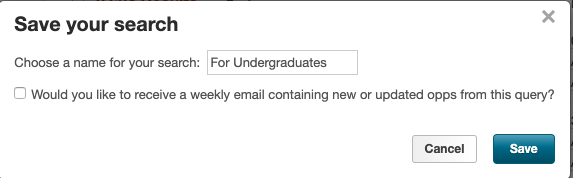 Save your search
Choose a name for your search: For Undergraduates
Would you like to receive a weekly email containing new or updated opps from this query?
Cancel Save